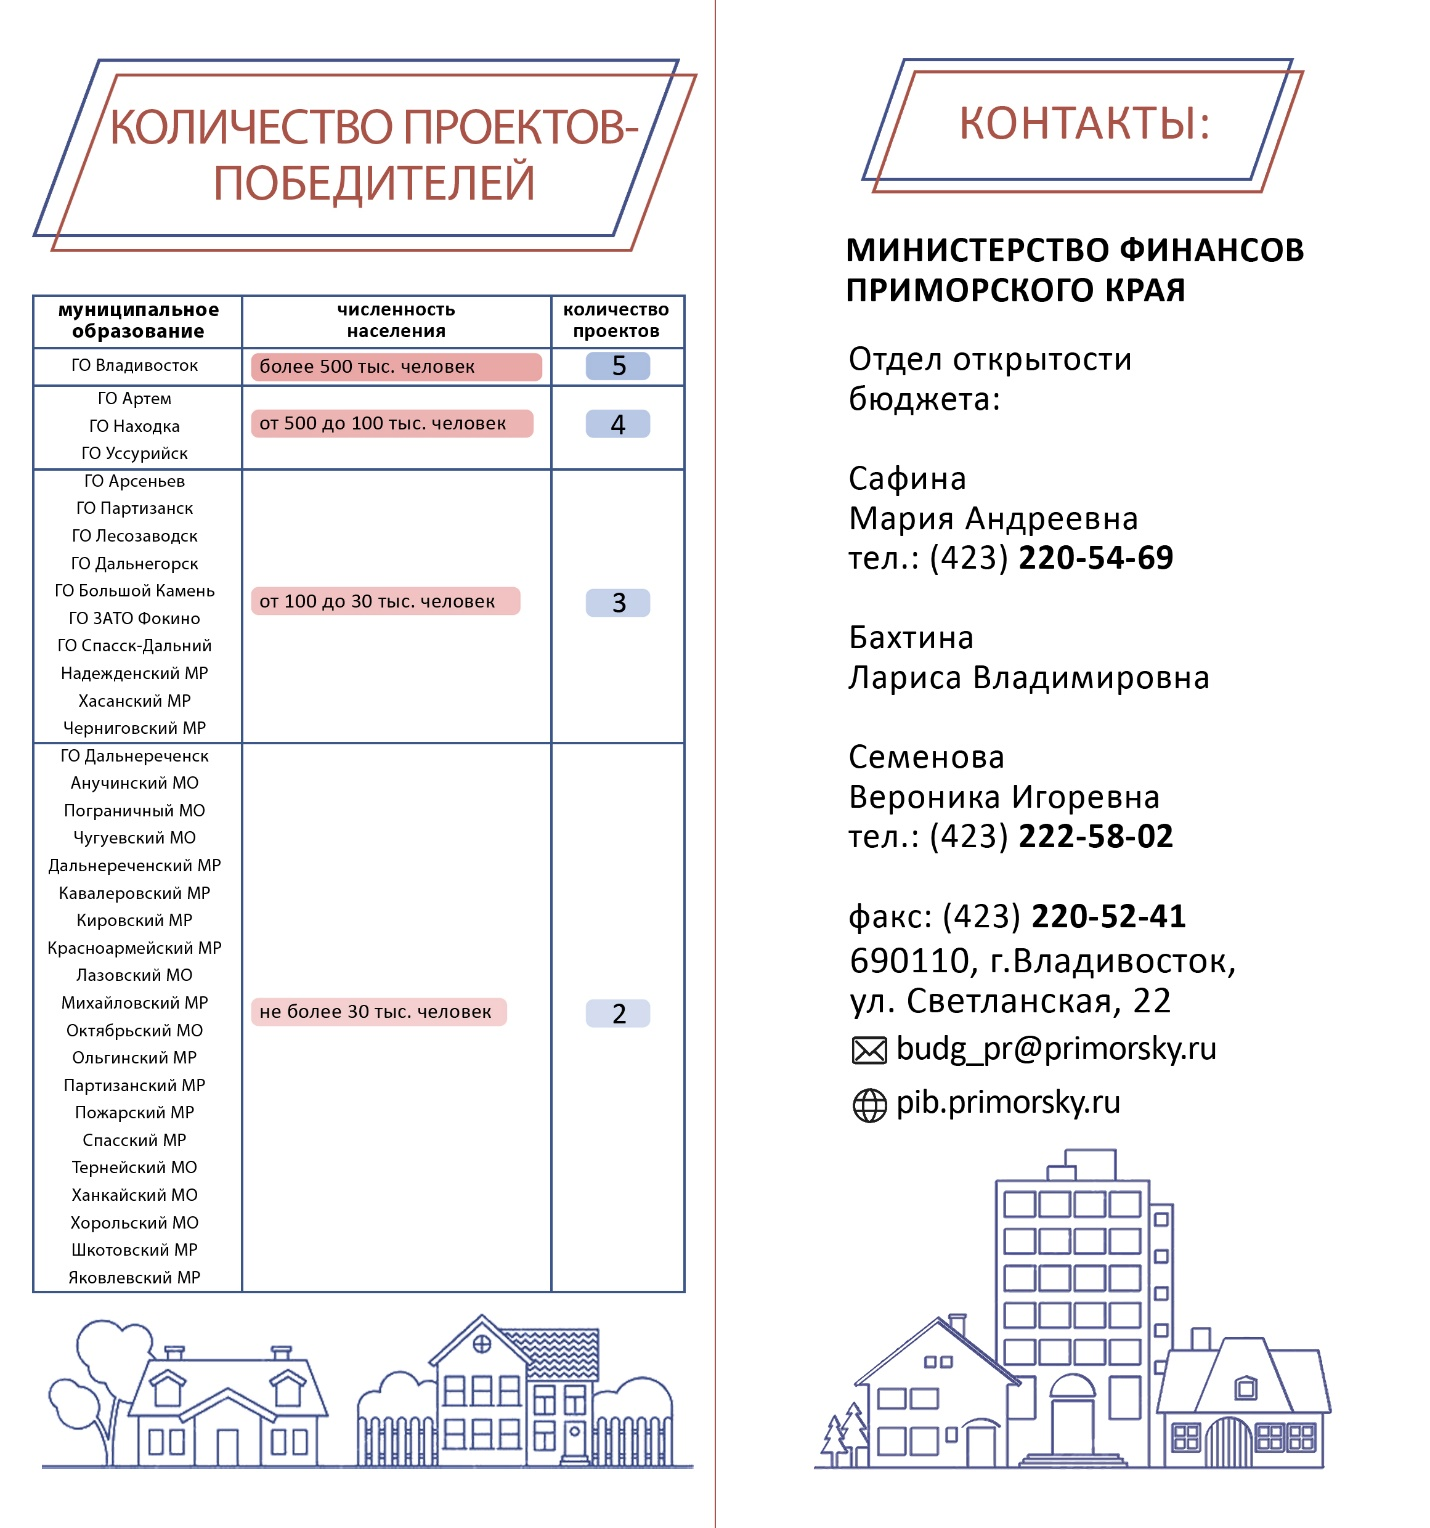 КОЛИЧЕСТВО ПРОЕКТОВ-
ПОБЕДИТЕЛЕЙ
муниципальное
образование
численность
населения
количество
проектов
ГО Владивосток
более 500 тыс. человек
5
ГО Артем
ГО Находка
ГО Уссурийск
от 500 до 100 тыс. человек
4
ГО Арсеньев
ГО Партизанск
ГО Лесозаводск
ГО Дальнегорск
ГО Большой Камень
ГО ЗАТО Фокино
ГО Спасск-Дальний
Надежденский МР
Хасанский МР
Черниговский МР
от 100 до 30 тыс. человек
3
ГО Дальнереченск
Анучинский МО
Пограничный МО
Чугуевский МО
Дальнереченский МР
Кавалеровский МР
Кировский МР
Красноармейский МР
Лазовский МО
Михайловский МР
Октябрьский МО
Ольгинский МР
Партизанский МР
Пожарский МР
Спасский МР
Тернейский МО
Ханкайский МО
Хорольский МО
Шкотовский МР
Яковлевский МР
не более 30 тыс. человек
2
КОНТАКТЫ:
МИНИСТЕРСТВО ФИНАНСОВ
ПРИМОРСКОГО КРАЯ
Отдел открытости
бюджета:
Сафина
Мария Андреевна
тел.: (423) 220-54-69
Бахтина
Лариса Владимировна
Семенова
Вероника Игоревна
тел.: (423) 222-58-02
факс: (423) 220-52-41
690110, г.Владивосток,
ул. Светланская, 22
budg_pr@primorsky.ru
pib.primorsky.ru